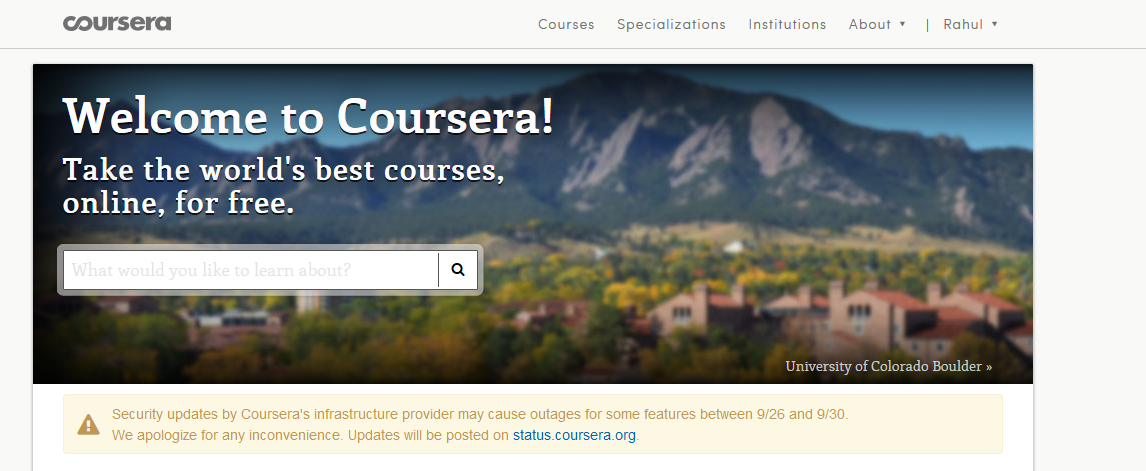 coursera
Courses Specializations Institutions About ▾ | Rahul ▾
Welcome to Coursera!
Take the world's best courses,
online, for free.
What would you like to learn about?
University of Colorado Boulder »
Security updates by Coursera's infrastructure provider may cause outages for some features between 9/26 and 9/30.
We apologize for any inconvenience. Updates will be posted on status.coursera.org.